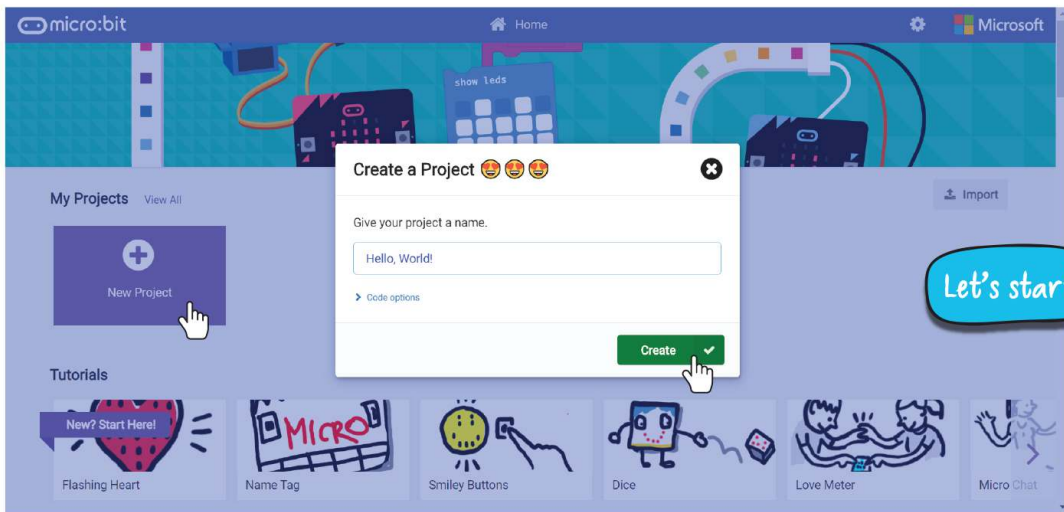 micro:bit
Home
Microsoft
show leds
Create a Project 🤩🤩🤩
My Projects View All
Import
Give your project a name.
Hello, World!
New Project
Code options
Let's star
Create
Tutorials
New? Start Here!
MICRO
Flashing Heart
Name Tag
Smiley Buttons
Dice
Love Meter
Micro Chat